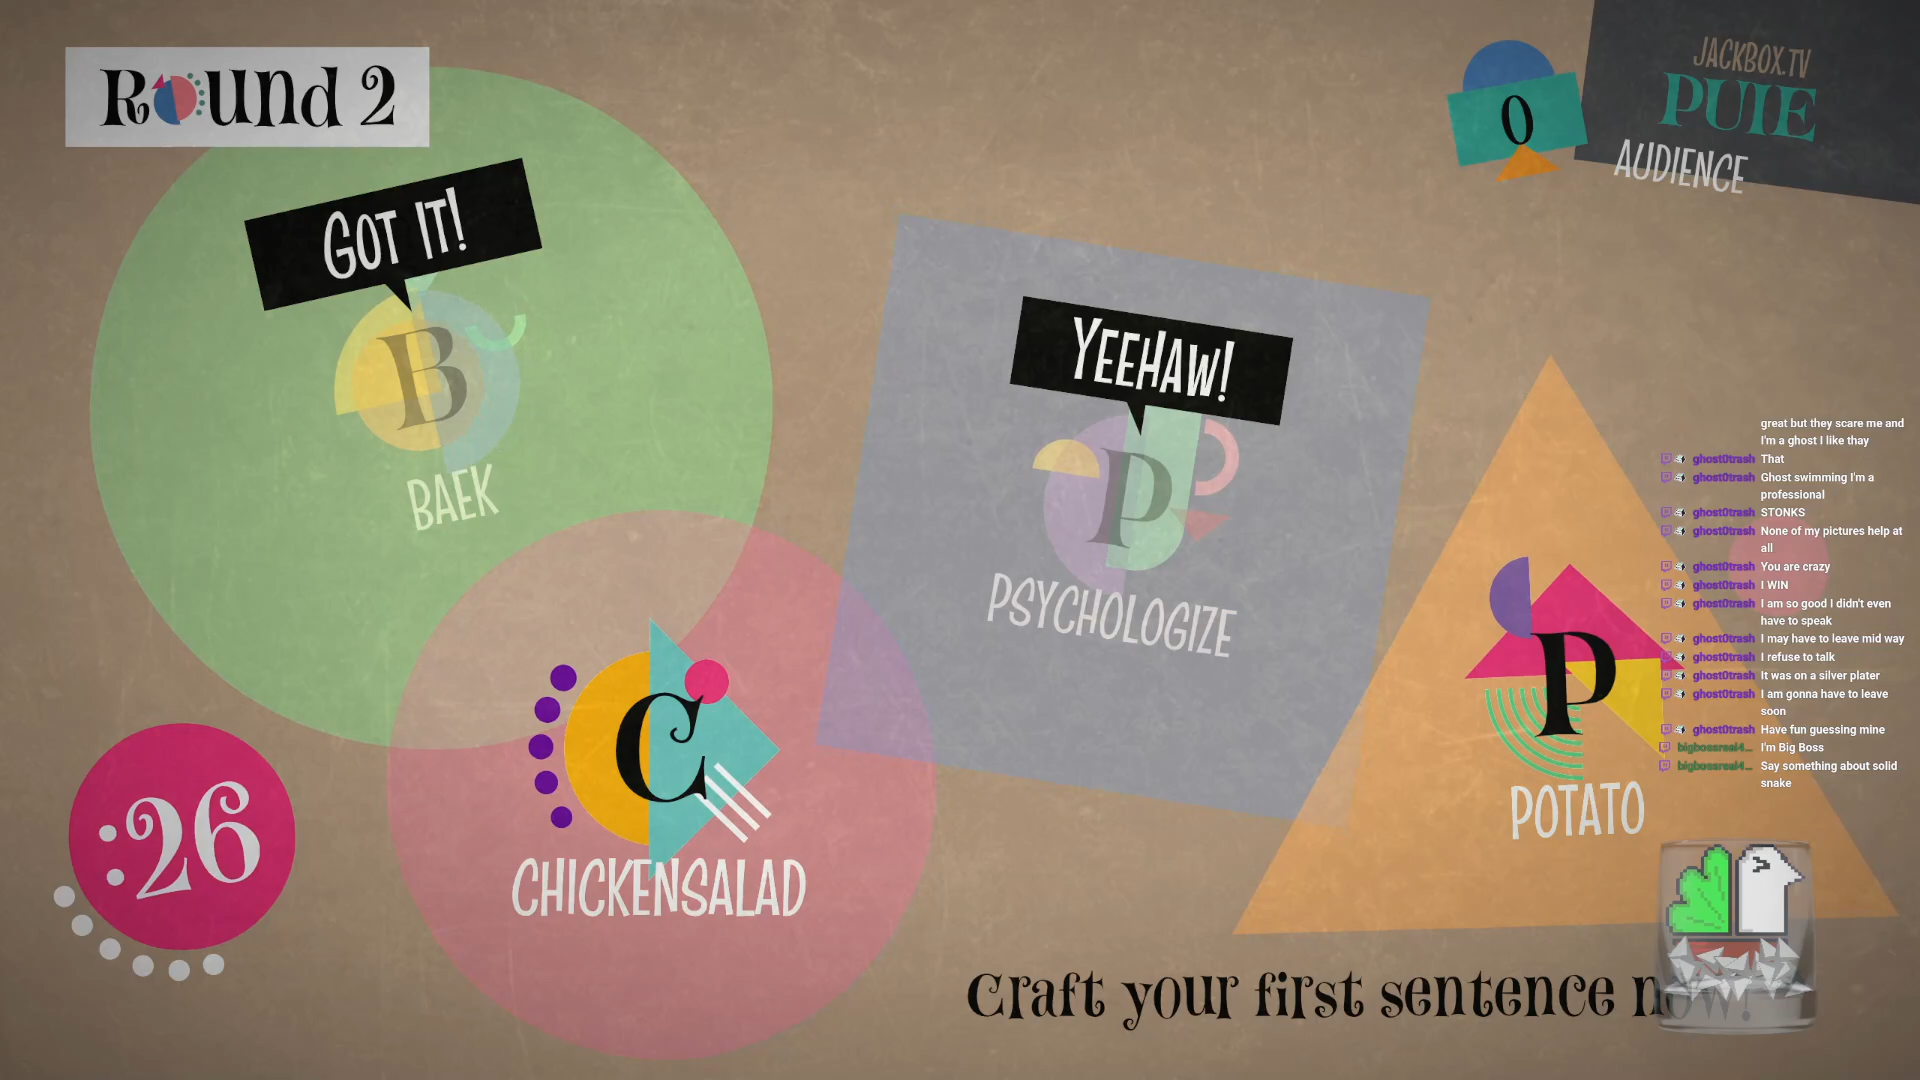 Round 2
JACKBOX.TV
PUIE
AUDIENCE
0
GOT IT!
B
BAEK
YEEHAW!
P
PSYCHOLOGIZE
great but they scare me and
I'm a ghost I like thay
ghost0trash That
ghost0trash Ghost swimming I'm a
professional
ghost0trash STONKS
ghost0trash None of my pictures help at
all
ghost0trash You are crazy
ghost0trash I WIN
ghost0trash I am so good I didn't even
have to speak
ghost0trash I may have to leave mid way
ghost0trash I refuse to talk
ghost0trash It was on a silver plater
ghost0trash I am gonna have to leave
soon
ghost0trash Have fun guessing mine
bigbossreal4... I'm Big Boss
bigbossreal4... Say something about solid
snake
P
POTATO
C
CHICKENSALAD
:26
Craft your first sentence now!